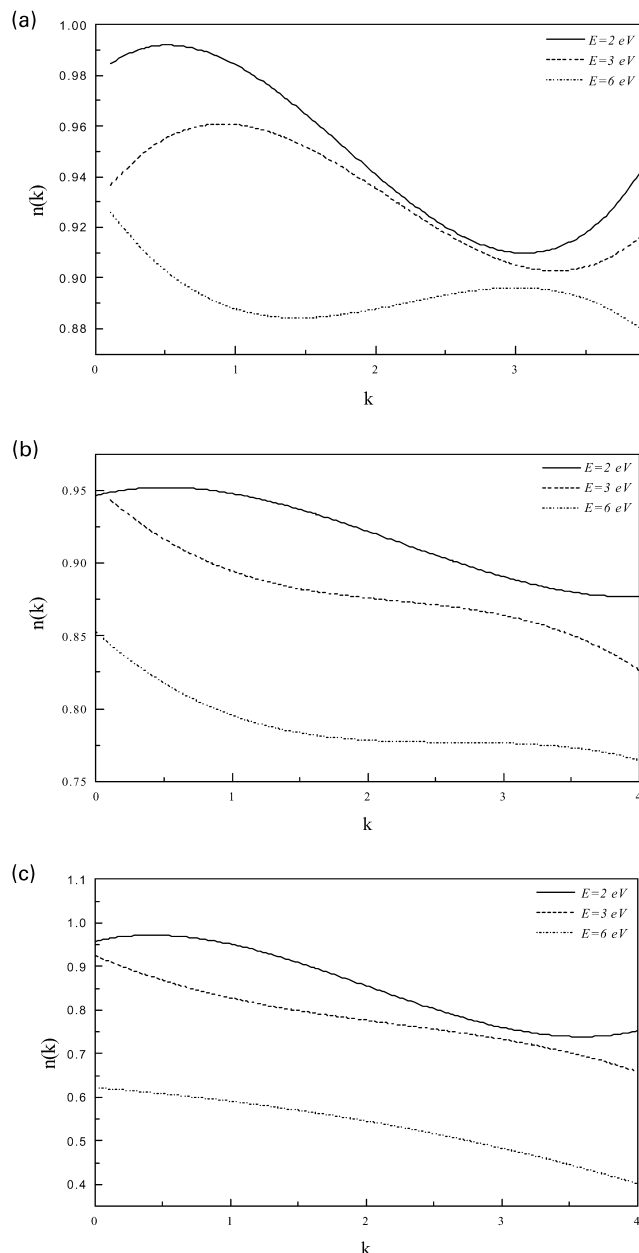 (a)
1.00
0.98
0.96
0.94
0.92
0.90
0.88
n(k)
E=2 eV
E=3 eV
E=6 eV
0 1 2 3
k
(b)
0.95
0.90
0.85
0.80
0.75
n(k)
E=2 eV
E=3 eV
E=6 eV
0 1 2 3 4
k
(c)
1.1
1.0
0.9
0.8
0.7
0.6
0.5
0.4
n(k)
E=2 eV
E=3 eV
E=6 eV
0 1 2 3 4
k